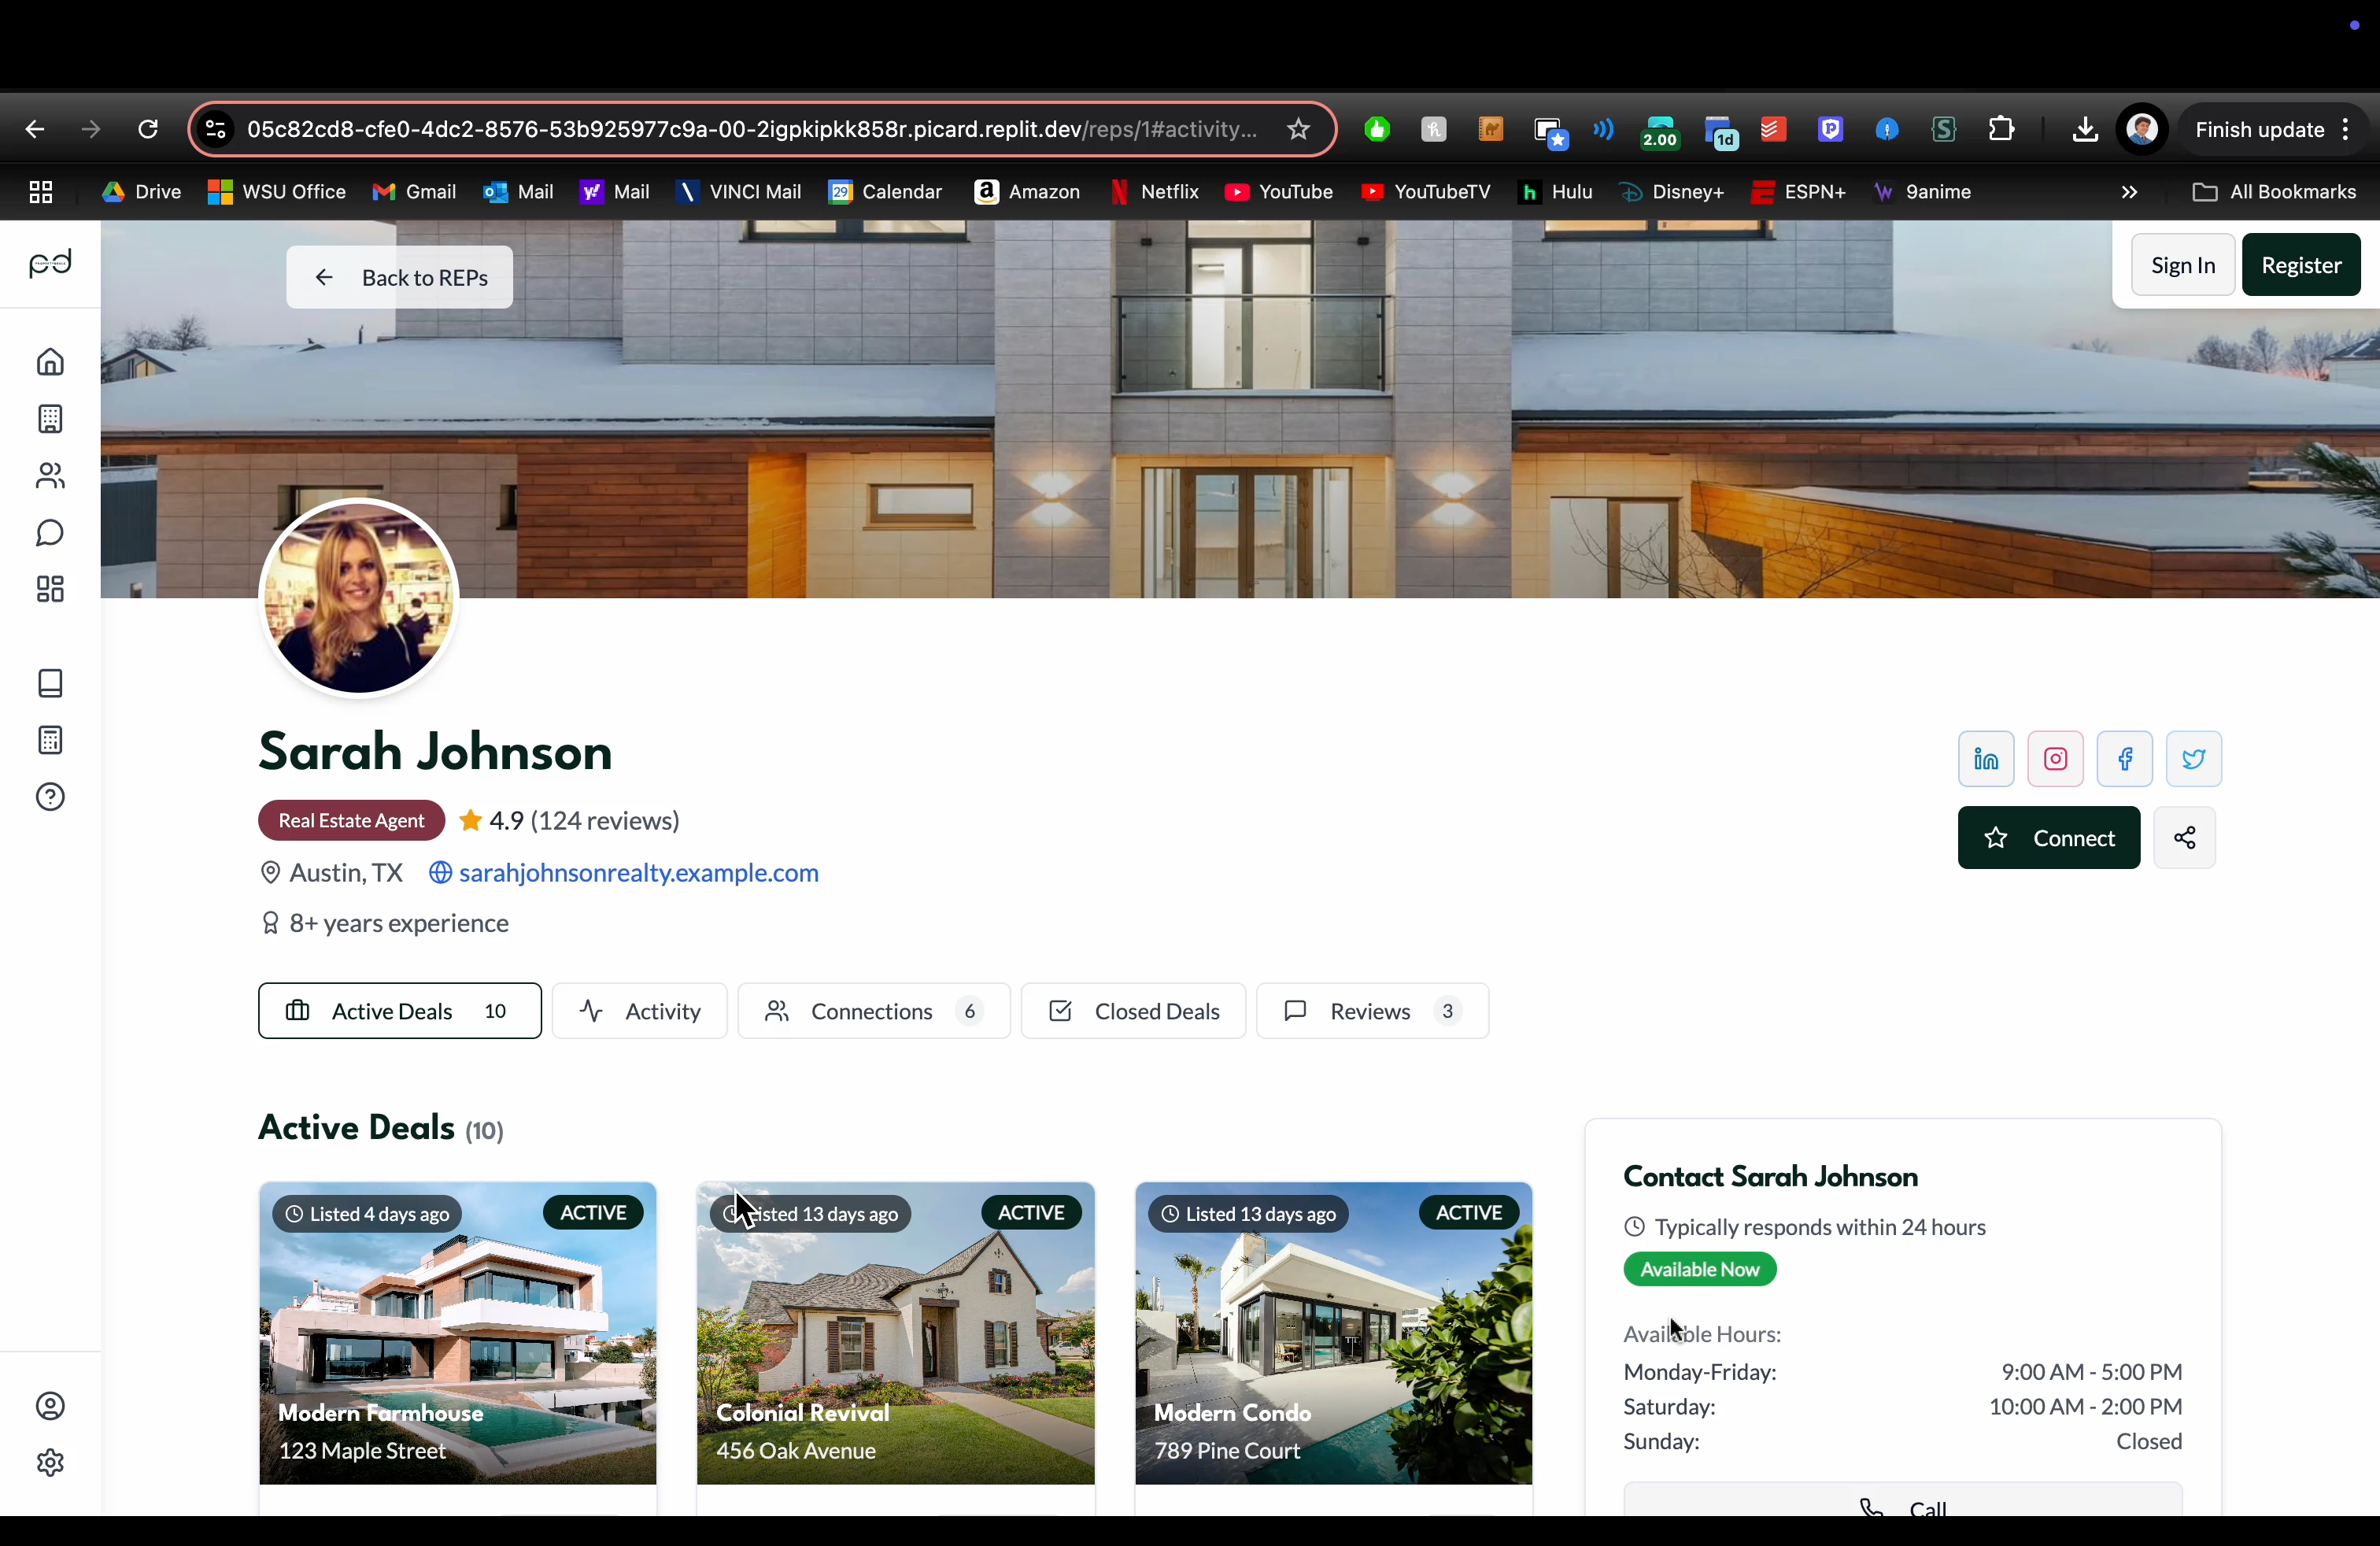 05c82cd8-cfe0-4dc2-8576-53b925977c9a-00-2igpkipkk858r.picard.replit.dev/reps/1#activity...
2.00
1d
Finish update
Drive
WSU Office
Gmail
Mail
Mail
VINCI Mail
29
Calendar
Amazon
Netflix
YouTube
YouTubeTV
Hulu
Disney+
ESPN+
9anime
All Bookmarks
pd
Back to REPs
Sign In
Register
Sarah Johnson
Real Estate Agent
4.9 (124 reviews)
Austin, TX
sarahjohnsonrealty.example.com
8+ years experience
Connect
Active Deals 10
Activity
Connections 6
Closed Deals
Reviews 3
Active Deals (10)
Listed 4 days ago
ACTIVE
Modern Farmhouse
123 Maple Street
Listed 13 days ago
ACTIVE
Colonial Revival
456 Oak Avenue
Listed 13 days ago
ACTIVE
Modern Condo
789 Pine Court
Contact Sarah Johnson
Typically responds within 24 hours
Available Now
Available Hours:
Monday-Friday: 9:00 AM - 5:00 PM
Saturday: 10:00 AM - 2:00 PM
Sunday: Closed
Call